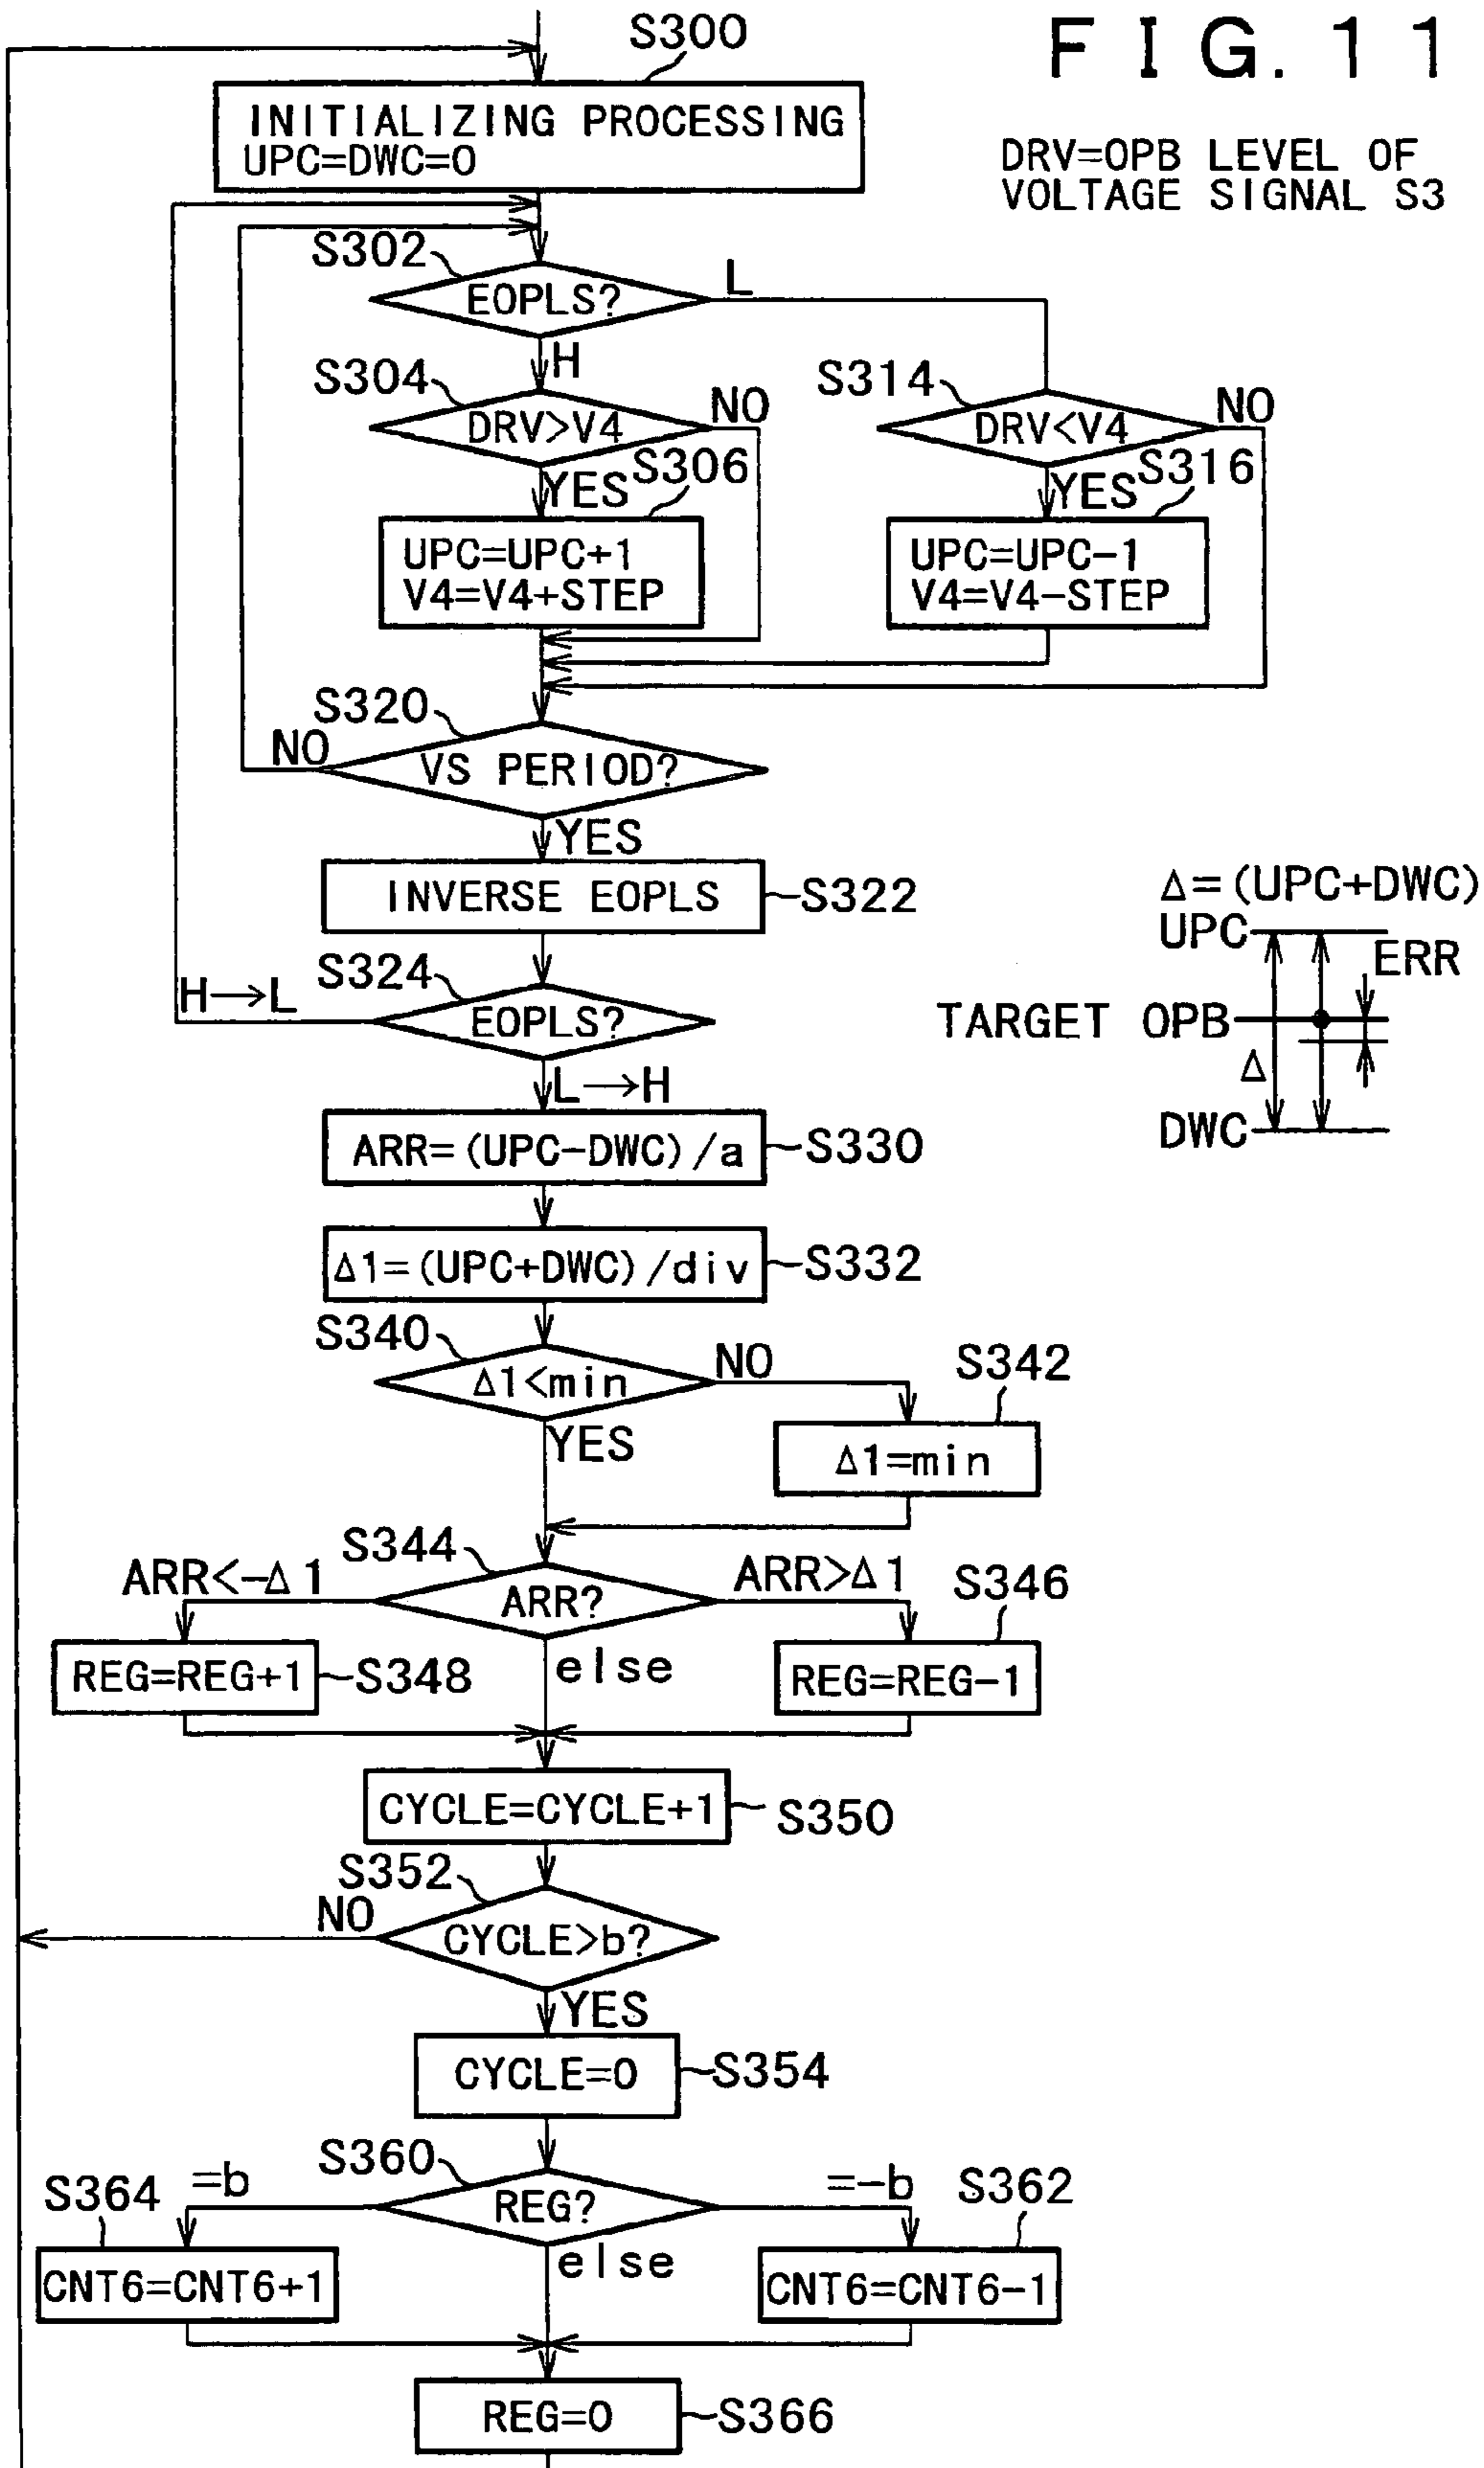 FIG. 11
DRV=OPB LEVEL OF
VOLTAGE SIGNAL S3
S300
INITIALIZING PROCESSING
UPC=DWC=0
S302
EOPLS?
L
H
S304
DRV>V4
NO
S314
DRV<V4
NO
YES
S306
YES
S316
UPC=UPC+1
V4=V4+STEP
UPC=UPC-1
V4=V4-STEP
S320
NO
VS PERIOD?
YES
INVERSE EOPLS
S322
Δ=(UPC+DWC)
UPC
ERR
TARGET OPB
Δ
DWC
S324
H→L
EOPLS?
L→H
ARR=(UPC-DWC)/a
S330
Δ1=(UPC+DWC)/div
S332
S340
Δ1<min
NO
S342
YES
Δ1=min
S344
ARR<-Δ1
ARR?
ARR>Δ1
S346
REG=REG+1
S348
else
REG=REG-1
CYCLE=CYCLE+1
S350
S352
NO
CYCLE>b?
YES
CYCLE=0
S354
S360
S364
=b
REG?
=-b
S362
CNT6=CNT6+1
else
CNT6=CNT6-1
REG=0
S366